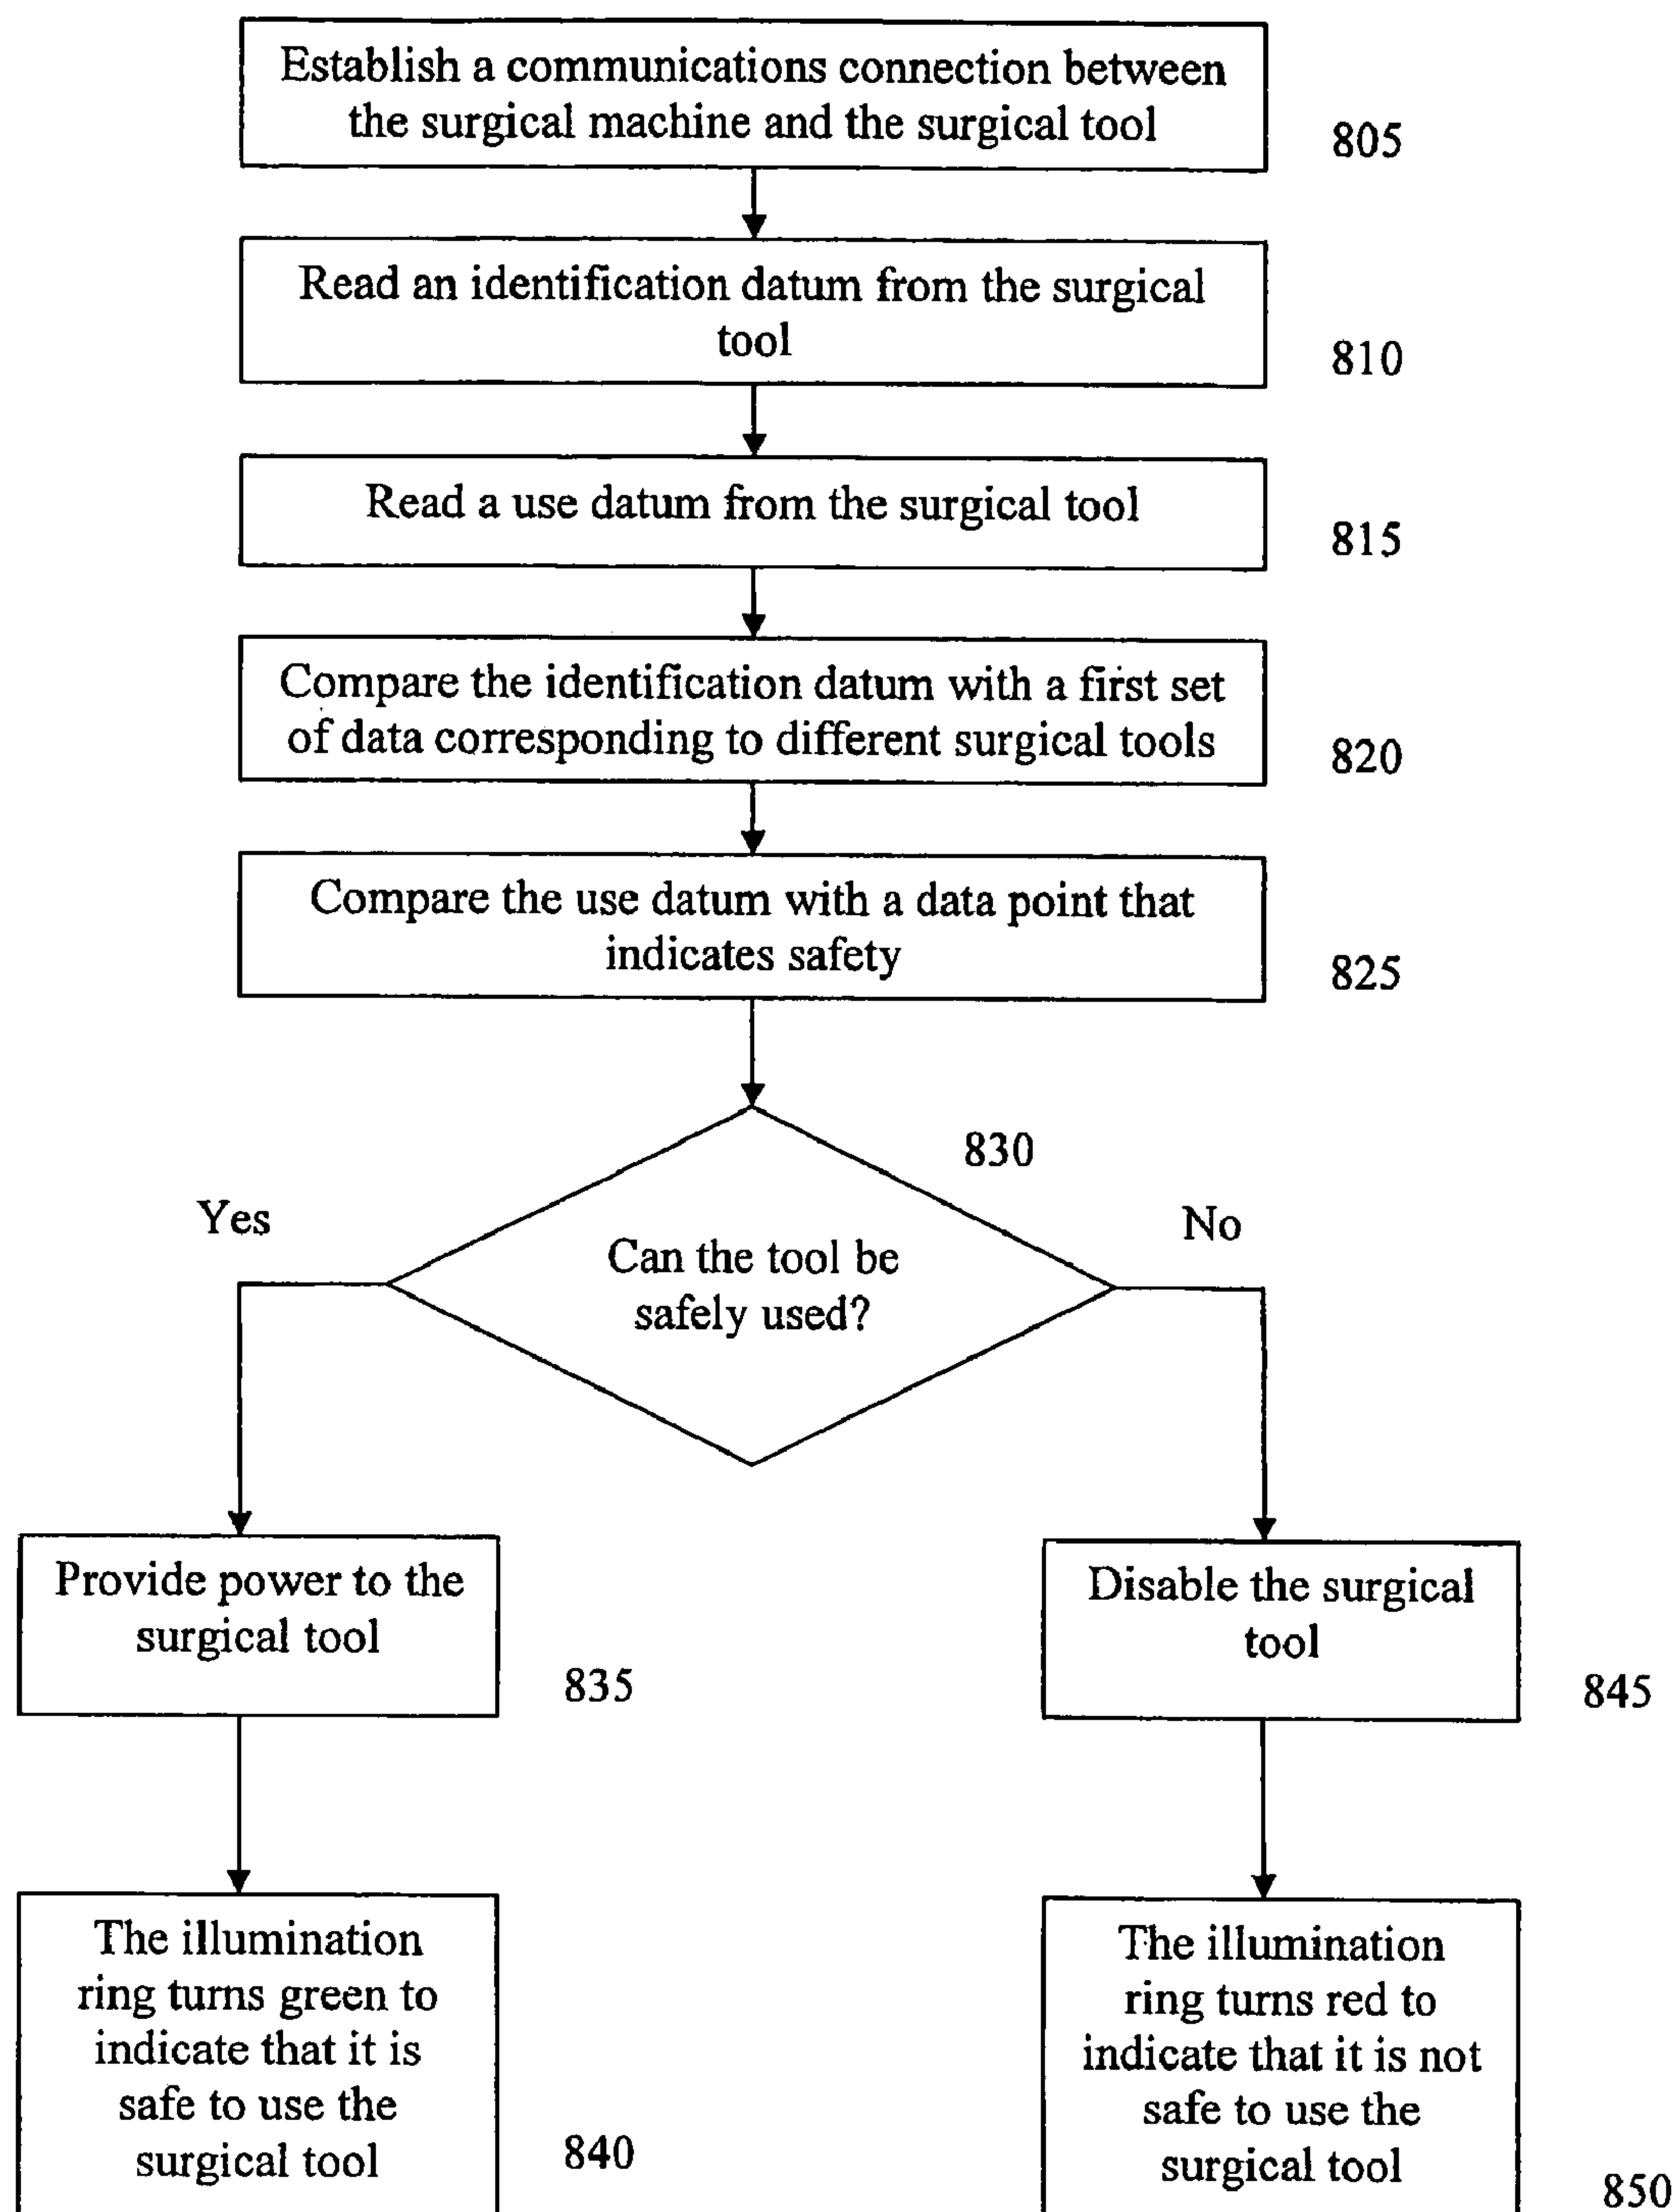 Establish a communications connection between
the surgical machine and the surgical tool
805
Read an identification datum from the surgical
tool
810
Read a use datum from the surgical tool
815
Compare the identification datum with a first set
of data corresponding to different surgical tools
820
Compare the use datum with a data point that
indicates safety
825
830
Yes
No
Can the tool be
safely used?
Provide power to the
surgical tool
835
Disable the surgical
tool
845
The illumination
ring turns green to
indicate that it is
safe to use the
surgical tool
840
The illumination
ring turns red to
indicate that it is not
safe to use the
surgical tool
850